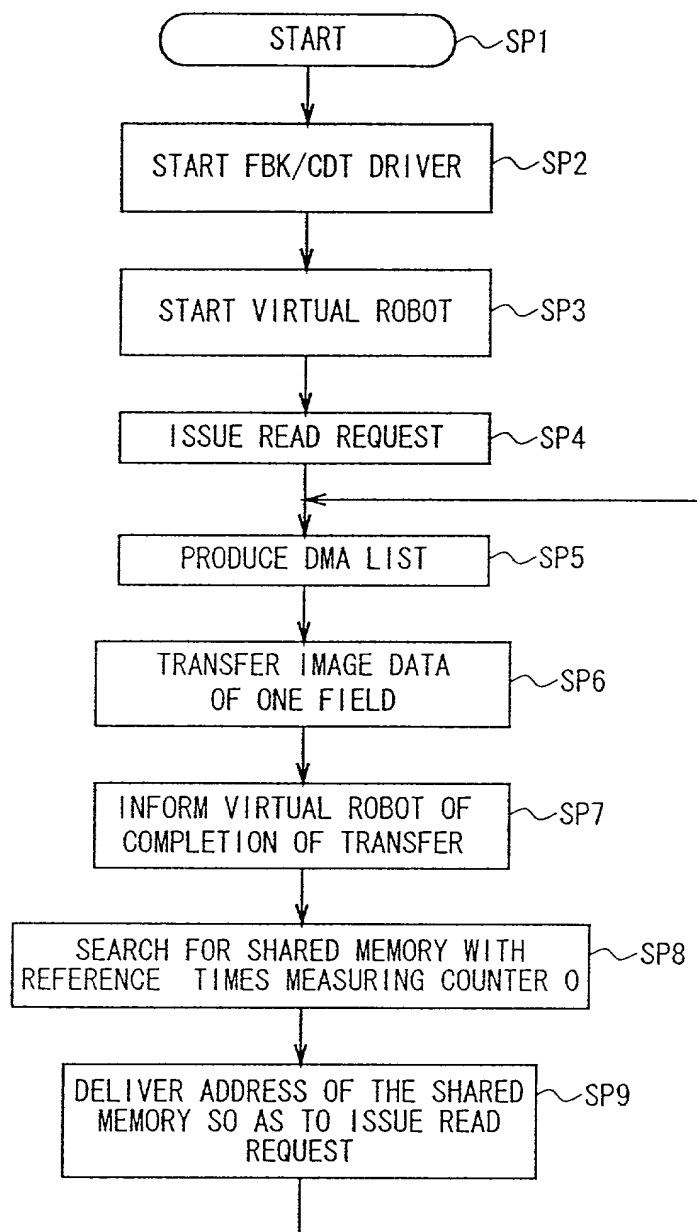 START
SP1
START FBK/CDT DRIVER
SP2
START VIRTUAL ROBOT
SP3
ISSUE READ REQUEST
SP4
PRODUCE DMA LIST
SP5
TRANSFER IMAGE DATA
OF ONE FIELD
SP6
INFORM VIRTUAL ROBOT OF
COMPLETION OF TRANSFER
SP7
SEARCH FOR SHARED MEMORY WITH
REFERENCE TIMES MEASURING COUNTER 0
SP8
DELIVER ADDRESS OF THE SHARED
MEMORY SO AS TO ISSUE READ
REQUEST
SP9